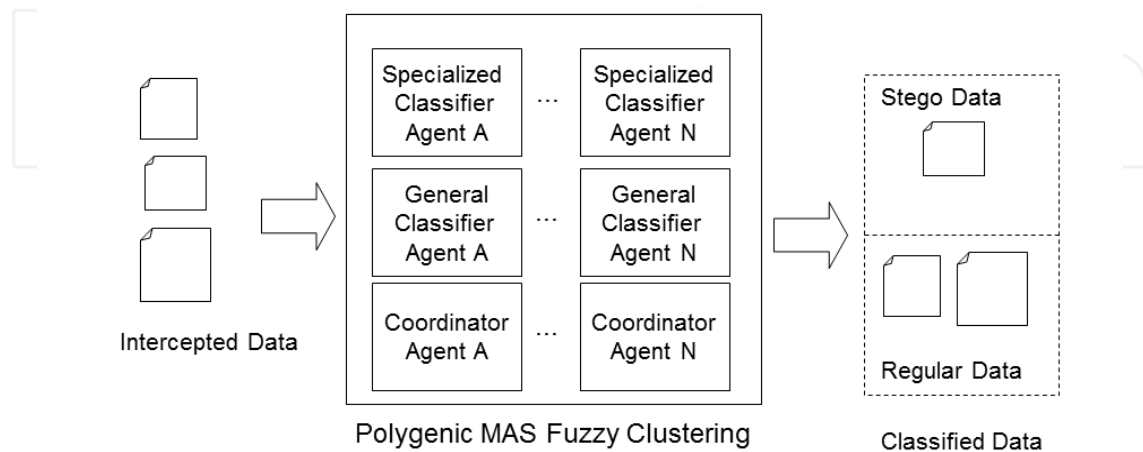 Specialized
Classifier
Agent A
...
Specialized
Classifier
Agent N
General
Classifier
Agent A
...
General
Classifier
Agent N
Coordinator
Agent A
...
Coordinator
Agent N
Intercepted Data
Polygenic MAS Fuzzy Clustering
Stego Data
Regular Data
Classified Data